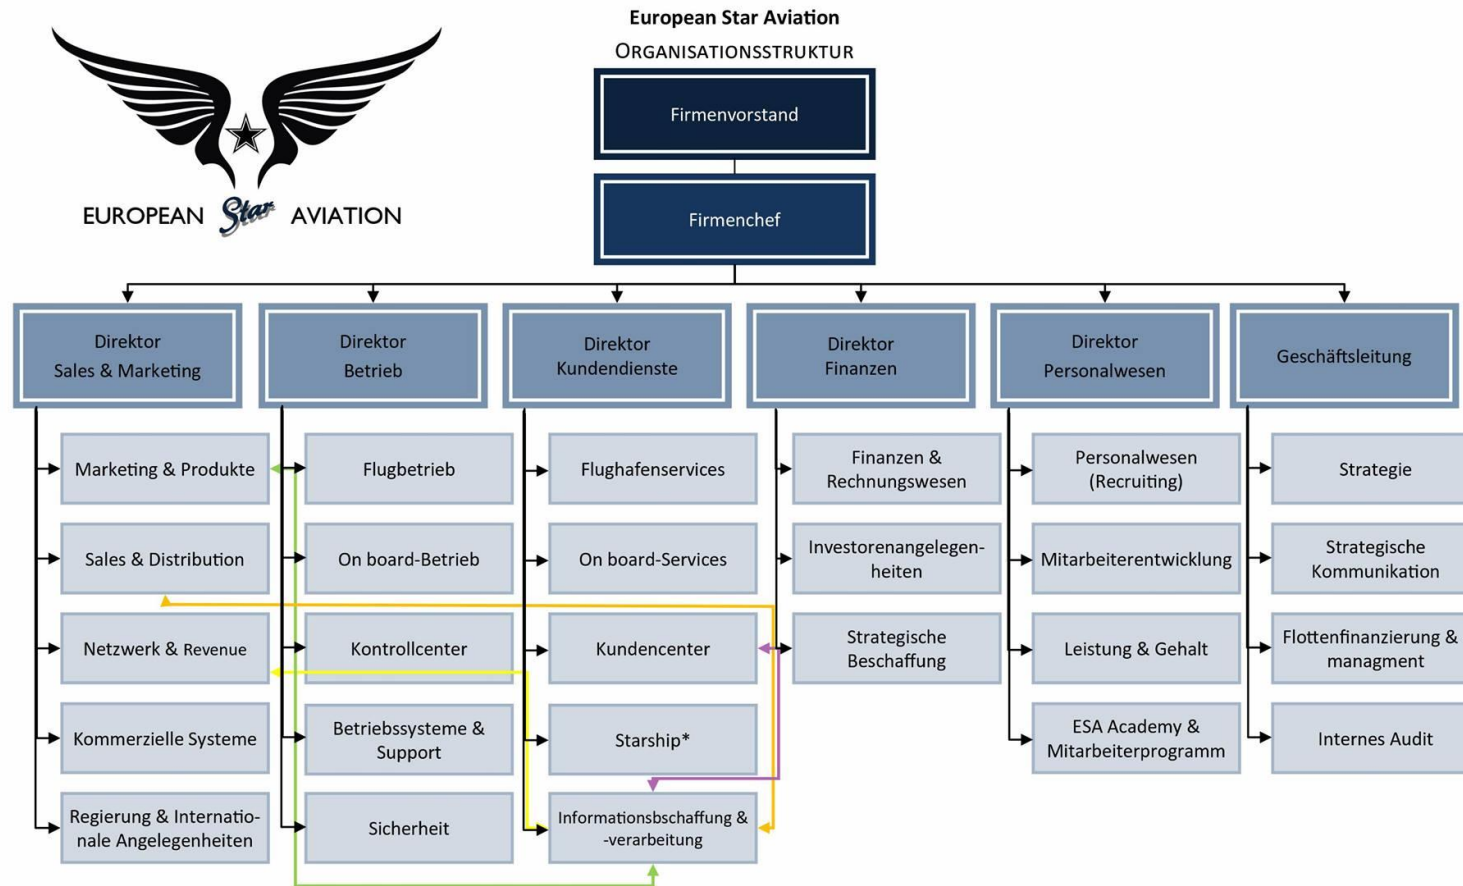 European Star Aviation
ORGANISATIONSSTRUKTUR
EUROPEAN Star AVIATION
Firmenvorstand
Firmenchef
Direktor
Sales & Marketing
Direktor
Betrieb
Direktor
Kundendienste
Direktor
Finanzen
Direktor
Personalwesen
Geschäftsleitung
Marketing & Produkte
Sales & Distribution
Netzwerk & Revenue
Kommerzielle Systeme
Regierung & Internatio-
nale Angelegenheiten
Flugbetrieb
On board-Betrieb
Kontrollcenter
Betriebssysteme &
Support
Sicherheit
Flughafenservices
On board-Services
Kundencenter
Starship*
Informationsbschaffung &
-verarbeitung
Finanzen &
Rechnungswesen
Investorenangelegen-
heiten
Strategische
Beschaffung
Personalwesen
(Recruiting)
Mitarbeiterentwicklung
Leistung & Gehalt
ESA Academy &
Mitarbeiterprogramm
Strategie
Strategische
Kommunikation
Flottenfinanzierung &
managment
Internes Audit